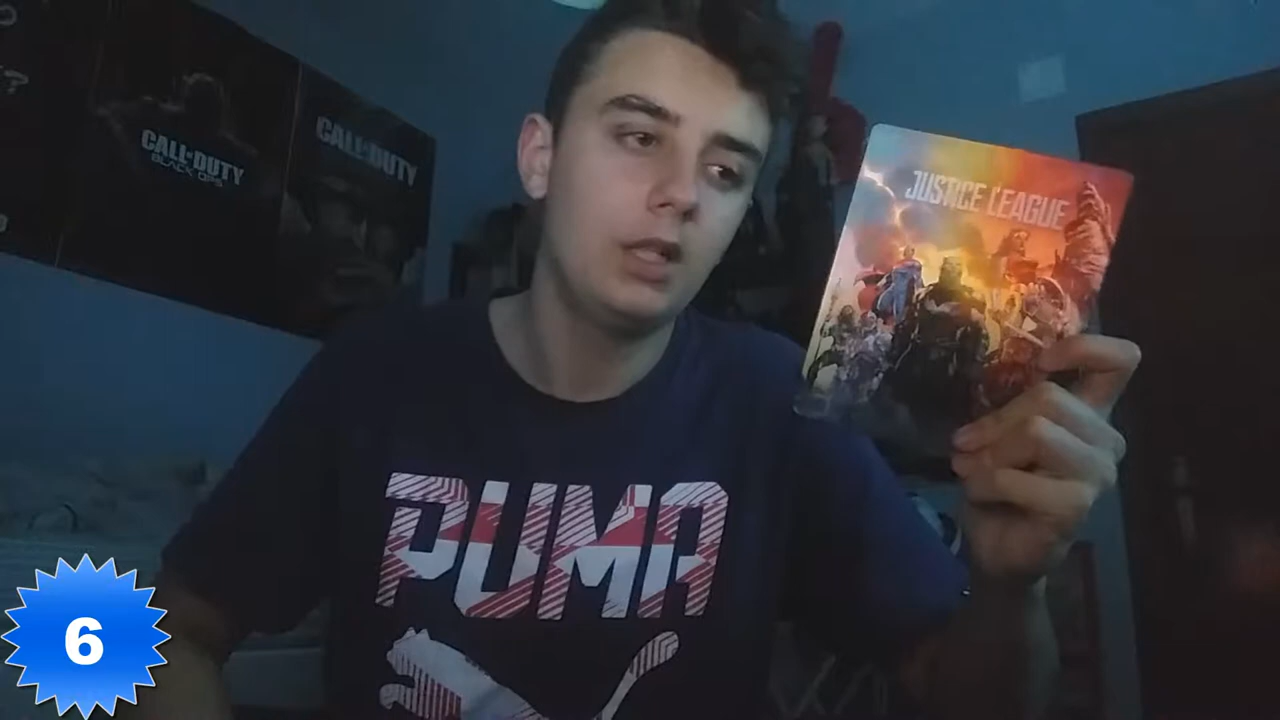 CALL OF DUTY
BLACK OPS
CALL OF DUTY
JUSTICE LEAGUE
PUMA
6